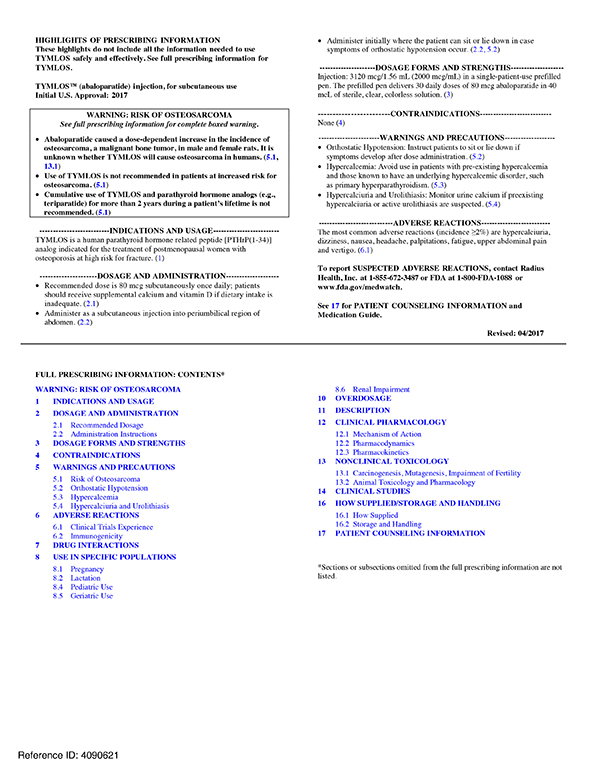 HIGHLIGHTS OF PRESCRIBING INFORMATION
These highlights do not include all the information needed to use
TYMLOS safely and effectively. See full prescribing information for
TYMLOS.
TYMLOS™ (abaloparatide) injection, for subcutaneous use
Initial U.S. Approval: 2017
WARNING: RISK OF OSTEOSARCOMA
See full prescribing information for complete boxed warning.
• Abaloparatide caused a dose-dependent increase in the incidence of
osteosarcoma, a malignant bone tumor, in male and female rats. It is
unknown whether TYMLOS will cause osteosarcoma in humans. (5.1,
13.1)
• Use of TYMLOS is not recommended in patients at increased risk for
osteosarcoma. (5.1)
• Cumulative use of TYMLOS and parathyroid hormone analogs (e.g.,
teriparatide) for more than 2 years during a patient's lifetime is not
recommended. (5.1)
--------------------------INDICATIONS AND USAGE------------------------
TYMLOS is a human parathyroid hormone related peptide [PTHrP(1-34)]
analog indicated for the treatment of postmenopausal women with
osteoporosis at high risk for fracture. (1)
---------------------DOSAGE AND ADMINISTRATION--------------------
• Recommended dose is 80 mcg subcutaneously once daily; patients
should receive supplemental calcium and vitamin D if dietary intake is
inadequate. (2.1)
• Administer as a subcutaneous injection into periumbilical region of
abdomen. (2.2)
• Administer initially where the patient can sit or lie down in case
symptoms of orthostatic hypotension occur. (2.2, 5.2)
---------------------DOSAGE FORMS AND STRENGTHS--------------------
Injection: 3120 mcg/1.56 mL (2000 mcg/mL) in a single-patient-use prefilled
pen. The prefilled pen delivers 30 daily doses of 80 mcg abaloparatide in 40
mcL of sterile, clear, colorless solution. (3)
---------------------------CONTRAINDICATIONS---------------------------
None (4)
-----------------------WARNINGS AND PRECAUTIONS-------------------
• Orthostatic Hypotension: Instruct patients to sit or lie down if
symptoms develop after dose administration. (5.2)
• Hypercalcemia: Avoid use in patients with pre-existing hypercalcemia
and those known to have an underlying hypercalcemic disorder, such
as primary hyperparathyroidism. (5.3)
• Hypercalciuria and Urolithiasis: Monitor urine calcium if preexisting
hypercalciuria or active urolithiasis are suspected. (5.4)
----------------------------ADVERSE REACTIONS--------------------------
The most common adverse reactions (incidence ≥2%) are hypercalciuria,
dizziness, nausea, headache, palpitations, fatigue, upper abdominal pain
and vertigo. (6.1)
To report SUSPECTED ADVERSE REACTIONS, contact Radius
Health, Inc. at 1-855-672-3487 or FDA at 1-800-FDA-1088 or
www.fda.gov/medwatch.
See 17 for PATIENT COUNSELING INFORMATION and
Medication Guide.
Revised: 04/2017
FULL PRESCRIBING INFORMATION: CONTENTS*
WARNING: RISK OF OSTEOSARCOMA
1 INDICATIONS AND USAGE
2 DOSAGE AND ADMINISTRATION
2.1 Recommended Dosage
2.2 Administration Instructions
3 DOSAGE FORMS AND STRENGTHS
4 CONTRAINDICATIONS
5 WARNINGS AND PRECAUTIONS
5.1 Risk of Osteosarcoma
5.2 Orthostatic Hypotension
5.3 Hypercalcemia
5.4 Hypercalciuria and Urolithiasis
6 ADVERSE REACTIONS
6.1 Clinical Trials Experience
6.2 Immunogenicity
7 DRUG INTERACTIONS
8 USE IN SPECIFIC POPULATIONS
8.1 Pregnancy
8.2 Lactation
8.4 Pediatric Use
8.5 Geriatric Use
8.6 Renal Impairment
10 OVERDOSAGE
11 DESCRIPTION
12 CLINICAL PHARMACOLOGY
12.1 Mechanism of Action
12.2 Pharmacodynamics
12.3 Pharmacokinetics
13 NONCLINICAL TOXICOLOGY
13.1 Carcinogenesis, Mutagenesis, Impairment of Fertility
13.2 Animal Toxicology and Pharmacology
14 CLINICAL STUDIES
16 HOW SUPPLIED/STORAGE AND HANDLING
16.1 How Supplied
16.2 Storage and Handling
17 PATIENT COUNSELING INFORMATION
*Sections or subsections omitted from the full prescribing information are not
listed.
Reference ID: 4090621